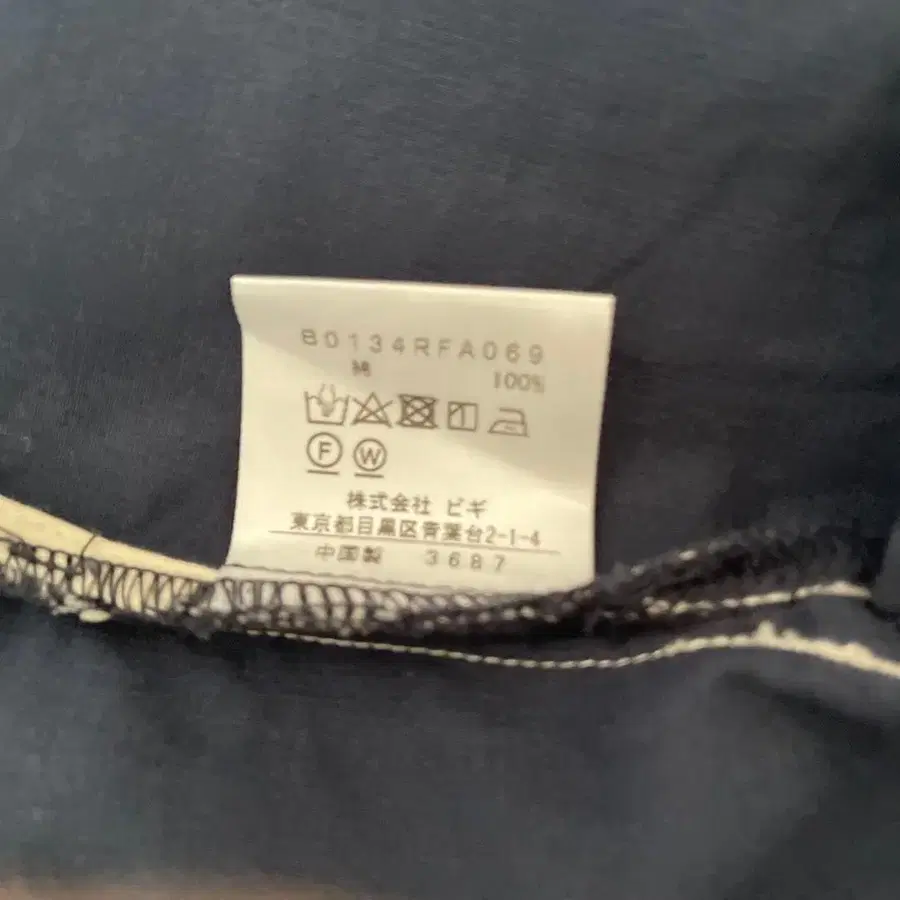 B0134RFA069
綿 100%
F W
株式会社 ビギ
東京都目黒区青葉台2-1-4
中国製 3687